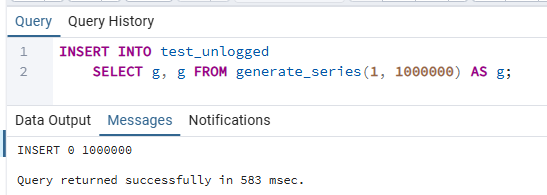 Query Query History
1 INSERT INTO test_unlogged
2 SELECT g, g FROM generate_series(1, 1000000) AS g;
Data Output Messages Notifications
INSERT 0 1000000
Query returned successfully in 583 msec.